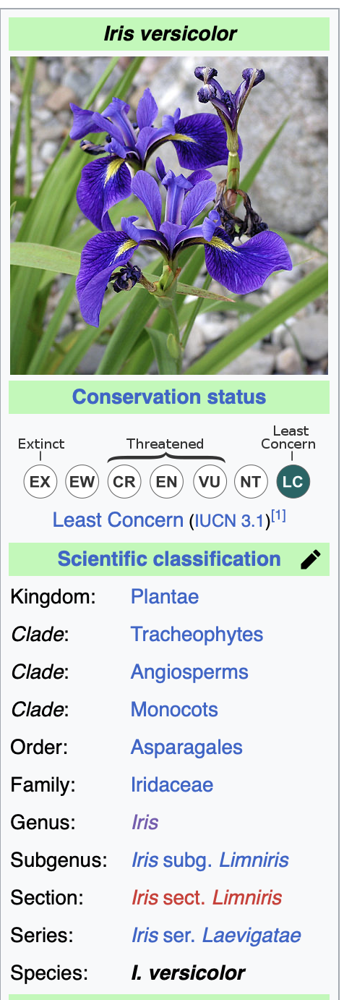 Iris versicolor
Conservation status
Least
Extinct Threatened Concern
EX EW CR EN VU NT LC
Least Concern (IUCN 3.1)[1]
Scientific classification
Kingdom: Plantae
Clade: Tracheophytes
Clade: Angiosperms
Clade: Monocots
Order: Asparagales
Family: Iridaceae
Genus: Iris
Subgenus: Iris subg. Limniris
Section: Iris sect. Limniris
Series: Iris ser. Laevigatae
Species: I. versicolor